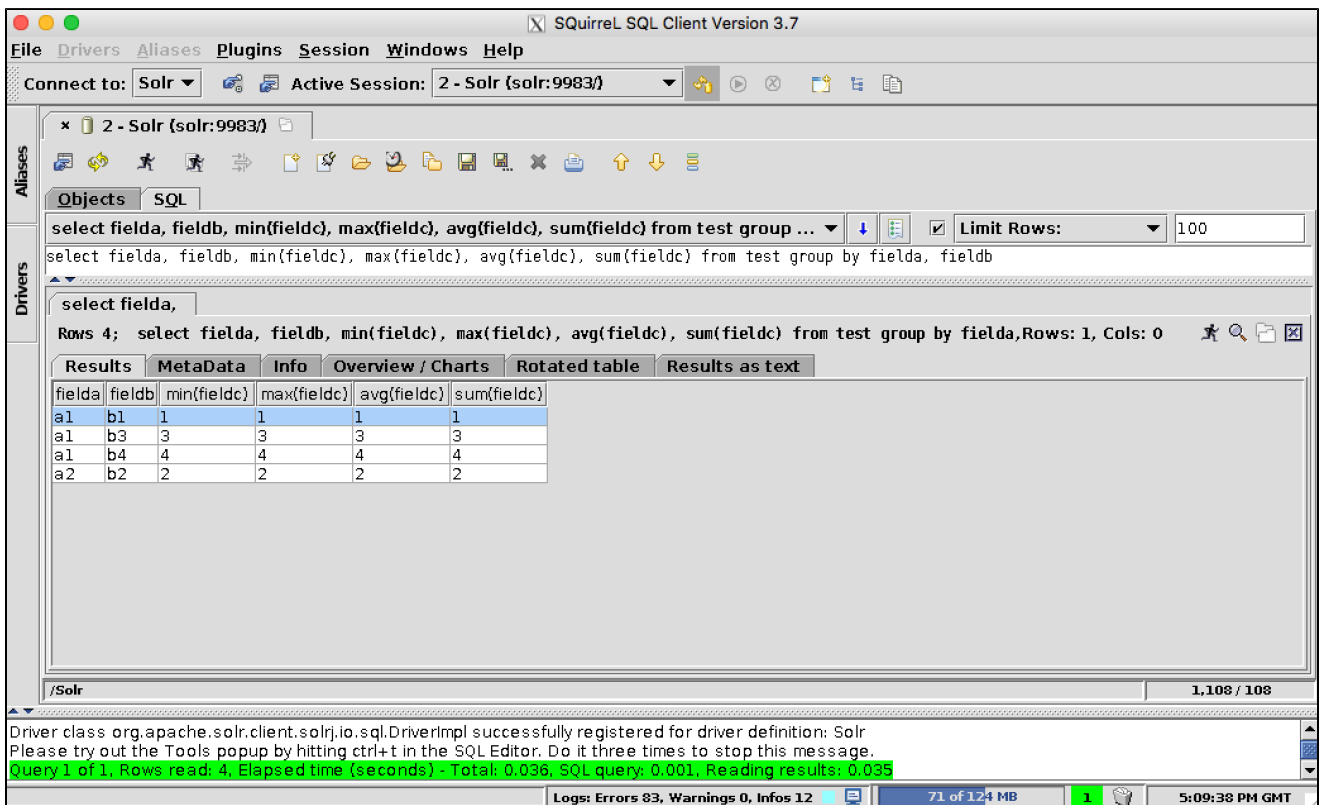 SQuirreL SQL Client Version 3.7
File Drivers Aliases Plugins Session Windows Help
Connect to: Solr Active Session: 2 - Solr (solr:9983/)
2 - Solr (solr:9983/)
Aliases
Drivers
Objects SQL
select fielda, fieldb, min(fieldc), max(fieldc), avg(fieldc), sum(fieldc) from test group ... Limit Rows: 100
select fielda, fieldb, min(fieldc), max(fieldc), avg(fieldc), sum(fieldc) from test group by fielda, fieldb
select fielda,
Rows 4; select fielda, fieldb, min(fieldc), max(fieldc), avg(fieldc), sum(fieldc) from test group by fielda,Rows: 1, Cols: 0
Results MetaData Info Overview / Charts Rotated table Results as text
fielda fieldb min(fieldc) max(fieldc) avg(fieldc) sum(fieldc)
a1 b1 1 1 1 1
a1 b3 3 3 3 3
a1 b4 4 4 4 4
a2 b2 2 2 2 2
/Solr 1,108 / 108
Driver class org.apache.solr.client.solrj.io.sql.DriverImpl successfully registered for driver definition: Solr
Please try out the Tools popup by hitting ctrl+t in the SQL Editor. Do it three times to stop this message.
Query 1 of 1, Rows read: 4, Elapsed time (seconds) - Total: 0.036, SQL query: 0.001, Reading results: 0.035
Logs: Errors 83, Warnings 0, Infos 12 71 of 124 MB 1 5:09:38 PM GMT